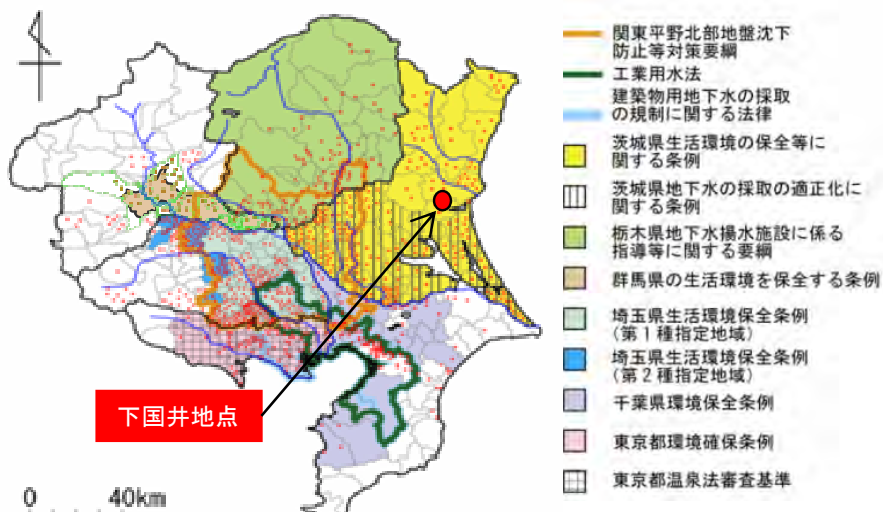 関東平野北部地盤沈下
防止等対策要綱
工業用水法
建築物用地下水の採取
の規制に関する法律
茨城県生活環境の保全等に
関する条例
茨城県地下水の採取の適正化に
関する条例
栃木県地下水揚水施設に係る
指導等に関する要綱
群馬県の生活環境を保全する条例
埼玉県生活環境保全条例
(第1種指定地域)
埼玉県生活環境保全条例
(第2種指定地域)
千葉県環境保全条例
東京都環境確保条例
東京都温泉法審査基準
下国井地点
0 40km